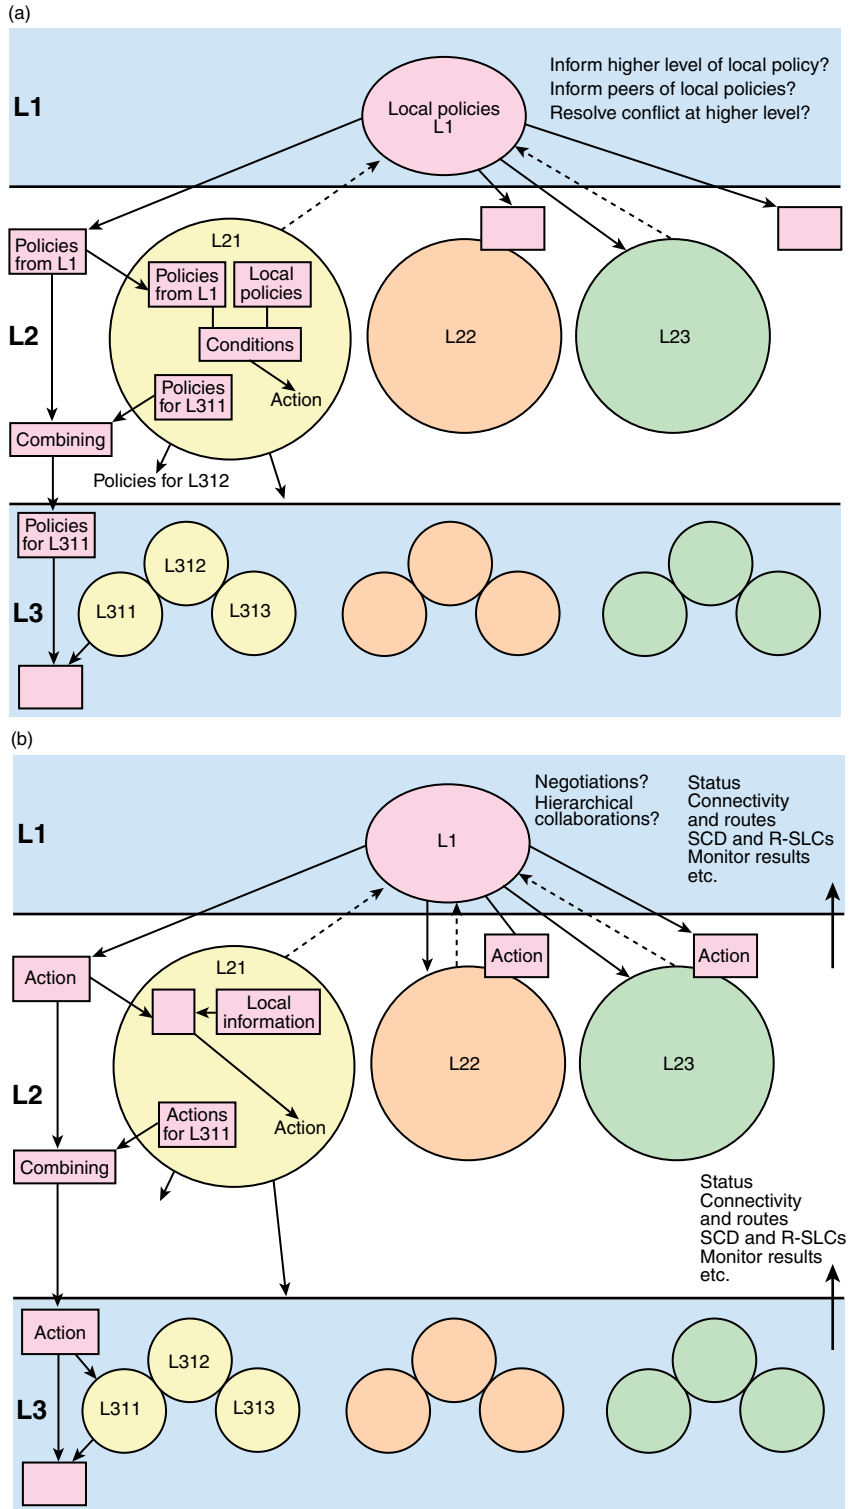 (a)
L1
Local policies
L1
Inform higher level of local policy?
Inform peers of local policies?
Resolve conflict at higher level?
L2
Policies
from L1
L21
Policies
from L1
Local
policies
Conditions
Action
Policies
for L311
Combining
Policies for L312
L22
L23
L3
Policies
for L311
L311
L312
L313
(b)
L1
L1
Negotiations?
Hierarchical
collaborations?
Status
Connectivity
and routes
SCD and R-SLCs
Monitor results
etc.
L2
Action
L21
Local
information
Actions
for L311
Action
Combining
Action
L22
Action
L23
Status
Connectivity
and routes
SCD and R-SLCs
Monitor results
etc.
L3
Action
L311
L312
L313